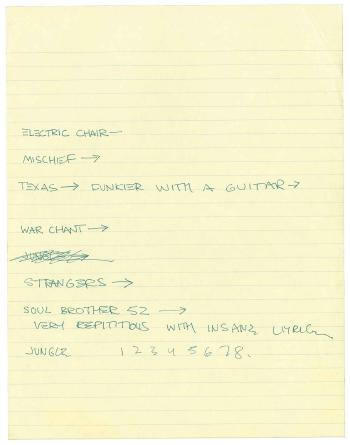 ELECTRIC CHAIR—
MISCHIEF →
TEXAS → DUNKIER WITH A GUITAR →
WAR CHANT →
JUNGLE
STRANGERS →
SOUL BROTHER 52 →
VERY REPITITIOUS WITH INSANE LYRICS
JUNGLE 1 2 3 4 5 6 7 8.